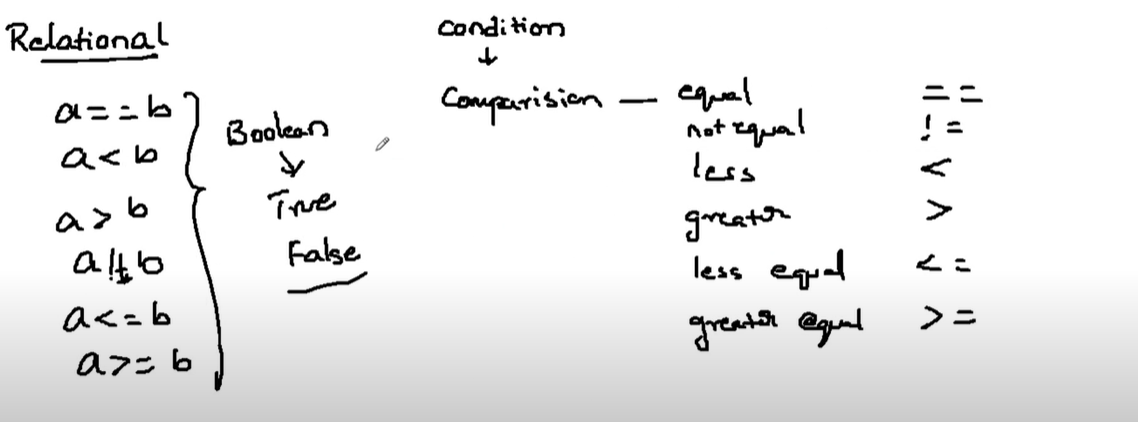 Relational
a == b
a < b
a > b
a != b
a <= b
a >= b
Boolean
↓
True
False
Condition
↓
Comparision — equal ==
not equal !=
less <
greater >
less equal <=
greater equal >=